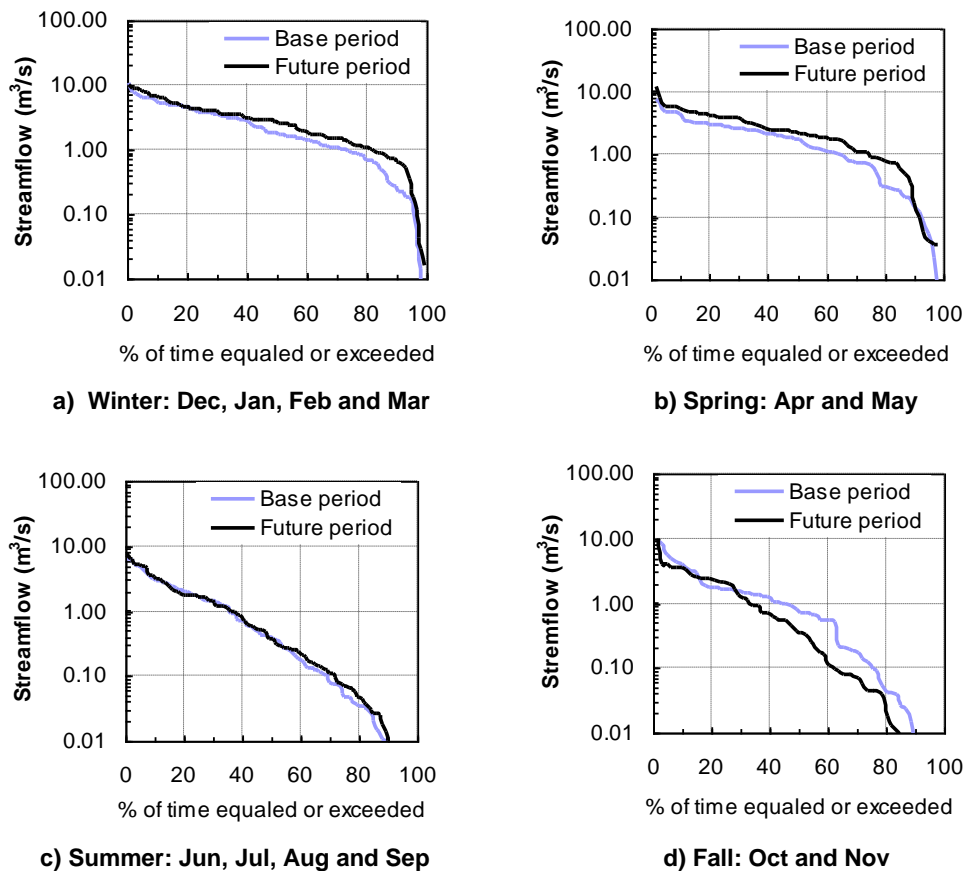 100.00
10.00
1.00
0.10
0.01
Streamflow (m³/s)
Base period
Future period
0 20 40 60 80 100
% of time equaled or exceeded
a) Winter: Dec, Jan, Feb and Mar
100.00
10.00
1.00
0.10
0.01
Streamflow (m³/s)
Base period
Future period
0 20 40 60 80 100
% of time equaled or exceeded
b) Spring: Apr and May
100.00
10.00
1.00
0.10
0.01
Streamflow (m³/s)
Base period
Future period
0 20 40 60 80 100
% of time equaled or exceeded
c) Summer: Jun, Jul, Aug and Sep
100.00
10.00
1.00
0.10
0.01
Stremflow (m³/s)
Base period
Future period
0 20 40 60 80 100
% of time equaled or exceeded
d) Fall: Oct and Nov